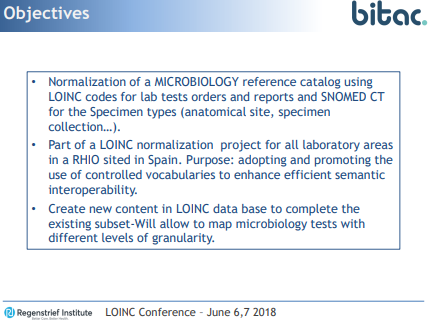 Objectives
bitac.
• Normalization of a MICROBIOLOGY reference catalog using
LOINC codes for lab tests orders and reports and SNOMED CT
for the Specimen types (anatomical site, specimen
collection…).
• Part of a LOINC normalization project for all laboratory areas
in a RHIO sited in Spain. Purpose: adopting and promoting the
use of controlled vocabularies to enhance efficient semantic
interoperability.
• Create new content in LOINC data base to complete the
existing subset-Will allow to map microbiology tests with
different levels of granularity.
Regenstrief Institute
Better Care. Better Health.
LOINC Conference – June 6,7 2018